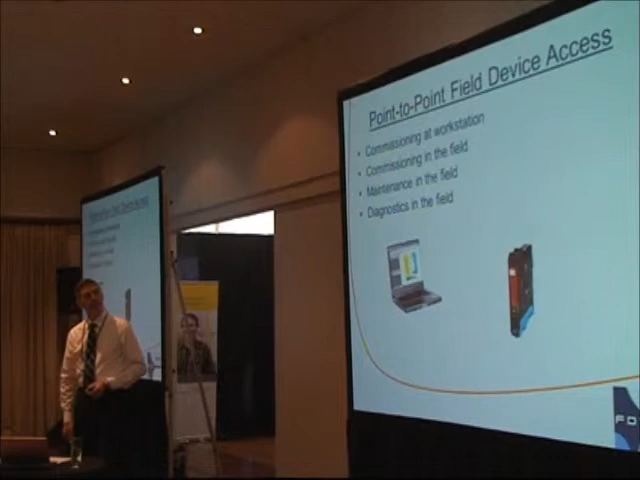 Point-to-Point Field Device Access
• Commissioning at workstation
• Commissioning in the field
• Maintenance in the field
• Diagnostics in the field
FD